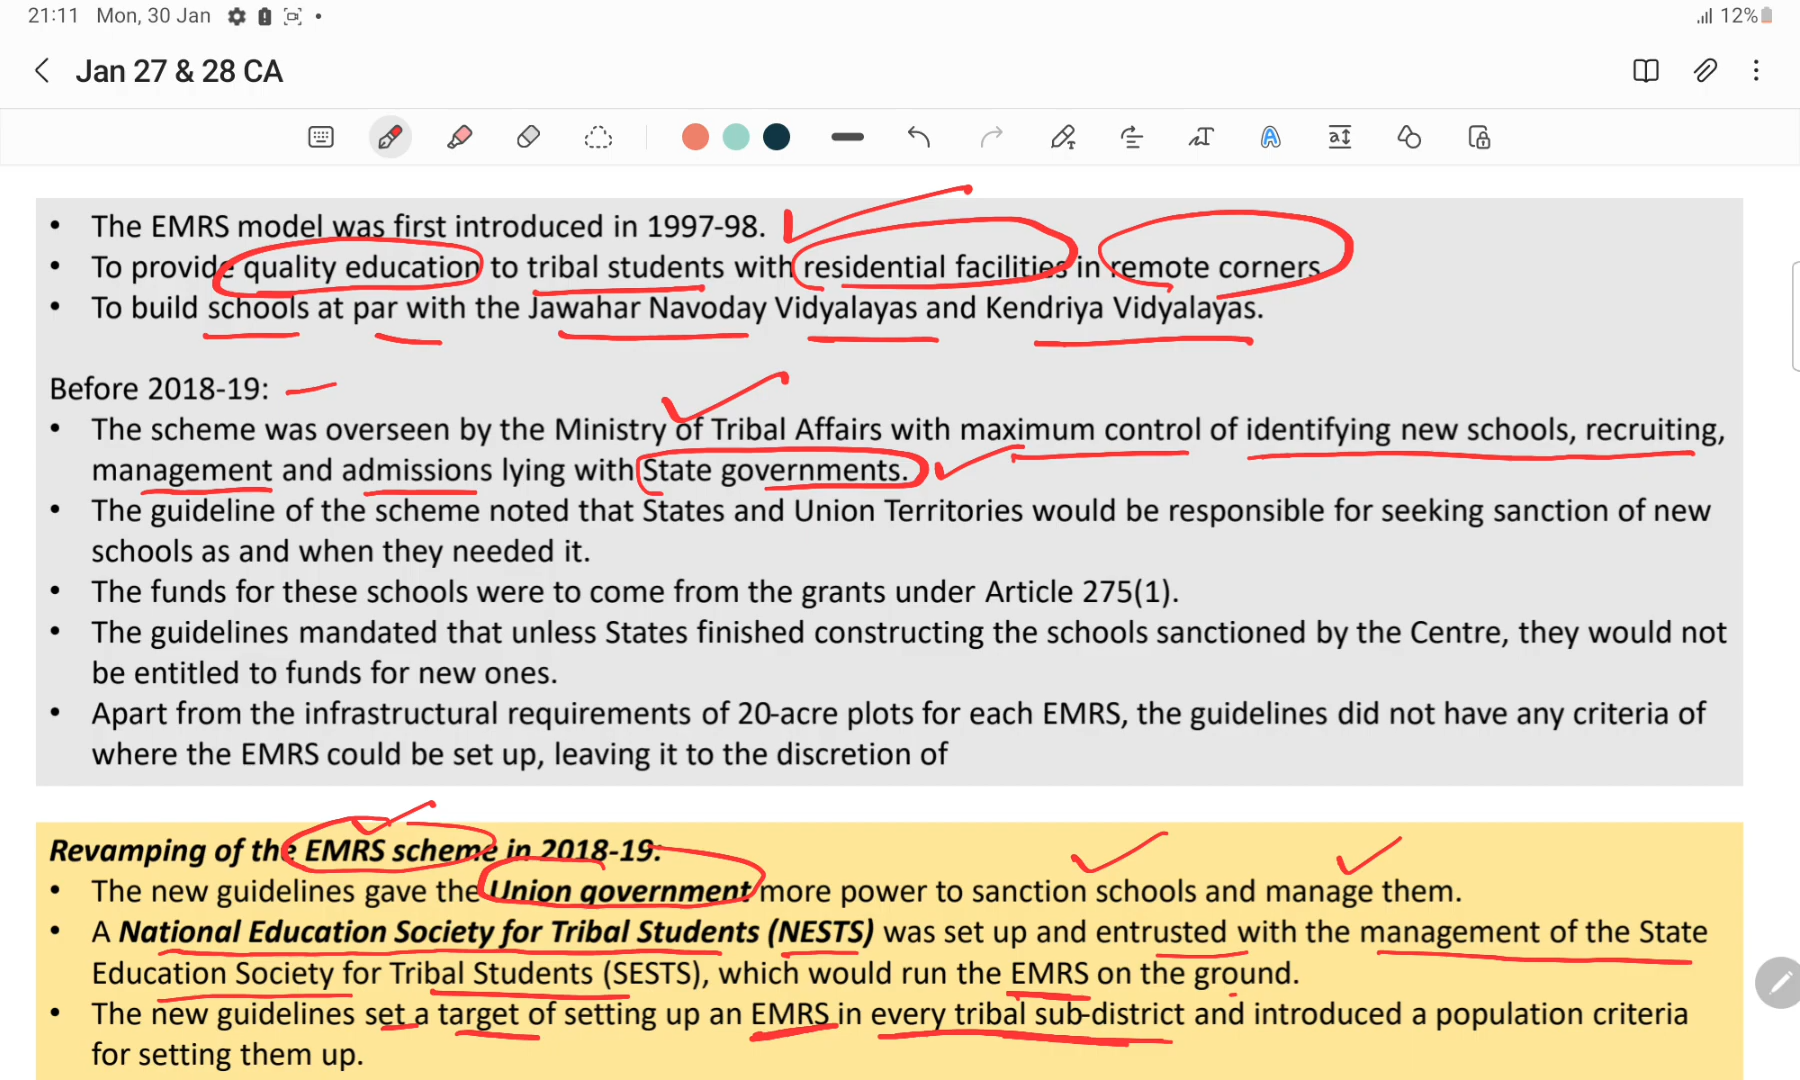 21:11 Mon, 30 Jan
12%
Jan 27 & 28 CA
• The EMRS model was first introduced in 1997-98.
• To provide quality education to tribal students with residential facilities in remote corners
• To build schools at par with the Jawahar Navoday Vidyalayas and Kendriya Vidyalayas.
Before 2018-19:
• The scheme was overseen by the Ministry of Tribal Affairs with maximum control of identifying new schools, recruiting,
management and admissions lying with State governments.
• The guideline of the scheme noted that States and Union Territories would be responsible for seeking sanction of new
schools as and when they needed it.
• The funds for these schools were to come from the grants under Article 275(1).
• The guidelines mandated that unless States finished constructing the schools sanctioned by the Centre, they would not
be entitled to funds for new ones.
• Apart from the infrastructural requirements of 20-acre plots for each EMRS, the guidelines did not have any criteria of
where the EMRS could be set up, leaving it to the discretion of
Revamping of the EMRS scheme in 2018-19:
• The new guidelines gave the Union government more power to sanction schools and manage them.
• A National Education Society for Tribal Students (NESTS) was set up and entrusted with the management of the State
Education Society for Tribal Students (SESTS), which would run the EMRS on the ground.
• The new guidelines set a target of setting up an EMRS in every tribal sub-district and introduced a population criteria
for setting them up.